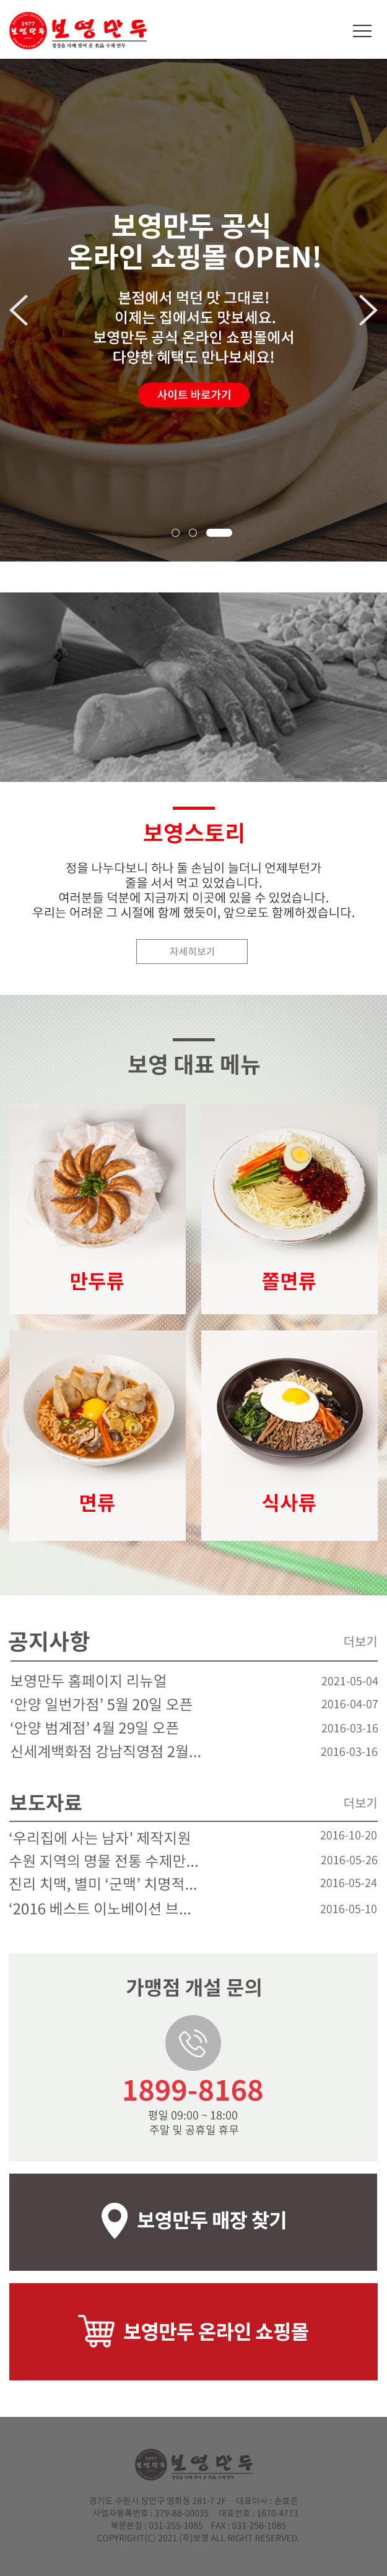 1977
보영만두
보영만두
정성을 다해 빚어 온 名品 수제 만두
보영만두 공식
온라인 쇼핑몰 OPEN!
본점에서 먹던 맛 그대로!
이제는 집에서도 맛보세요.
보영만두 공식 온라인 쇼핑몰에서
다양한 혜택도 만나보세요!
사이트 바로가기
보영스토리
정을 나누다보니 하나 둘 손님이 늘더니 언제부턴가
줄을 서서 먹고 있었습니다.
여러분들 덕분에 지금까지 이곳에 있을 수 있었습니다.
우리는 어려운 그 시절에 함께 했듯이, 앞으로도 함께하겠습니다.
자세히보기
보영 대표 메뉴
만두류
쫄면류
면류
식사류
공지사항 더보기
보영만두 홈페이지 리뉴얼 2021-05-04
‘안양 일번가점’ 5월 20일 오픈 2016-04-07
‘안양 범계점’ 4월 29일 오픈 2016-03-16
신세계백화점 강남직영점 2월... 2016-03-16
보도자료 더보기
‘우리집에 사는 남자’ 제작지원 2016-10-20
수원 지역의 명물 전통 수제만... 2016-05-26
진리 치맥, 별미 ‘군맥’ 치명적... 2016-05-24
‘2016 베스트 이노베이션 브... 2016-05-10
가맹점 개설 문의
1899-8168
평일 09:00 ~ 18:00
주말 및 공휴일 휴무
보영만두 매장 찾기
보영만두 온라인 쇼핑몰
1977
보영만두
보영만두
정성을 다해 빚어 온 名品 수제 만두
경기도 수원시 장안구 영화동 281-7 2F 대표이사 : 손효준
사업자등록번호 : 379-88-00035 대표번호 : 1670-4773
북문본점 : 031-255-1085 FAX : 031-256-1085
COPYRIGHT(C) 2021 (주)보영 ALL RIGHT RESERVED.